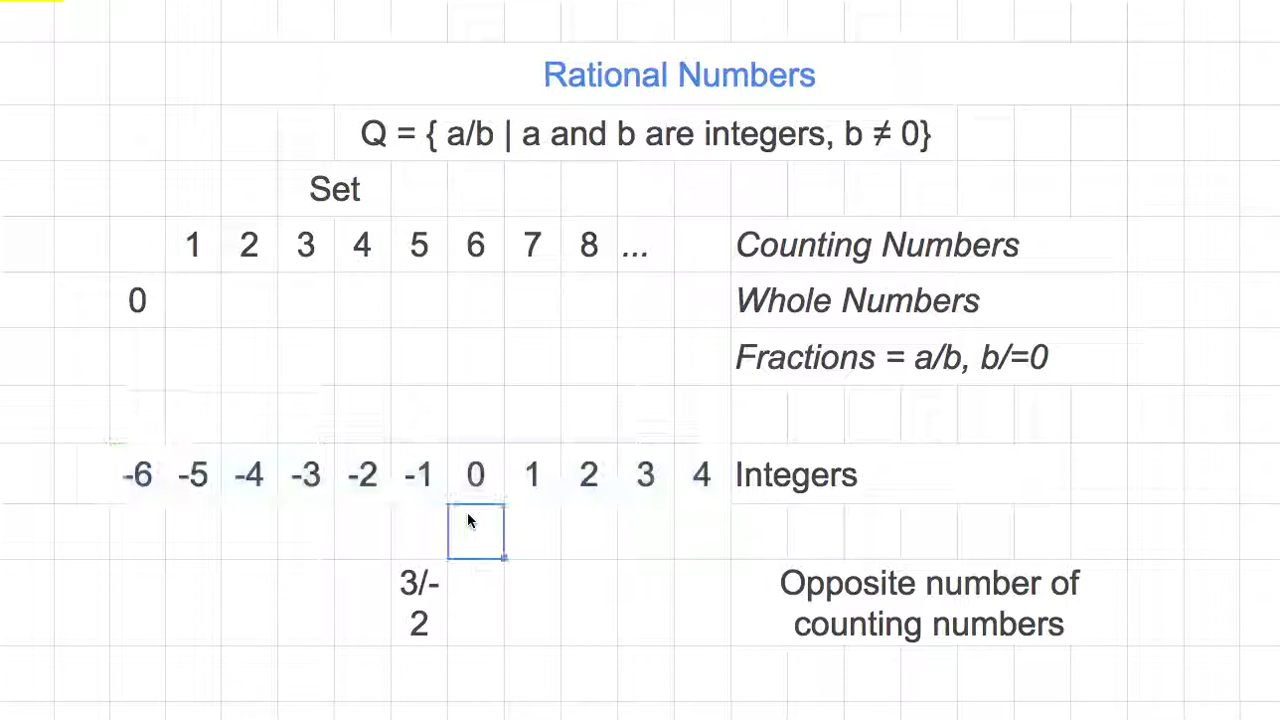 Rational Numbers
Q = { a/b | a and b are integers, b ≠ 0}
Set
1 2 3 4 5 6 7 8 ... Counting Numbers
0 Whole Numbers
Fractions = a/b, b/=0
-6 -5 -4 -3 -2 -1 0 1 2 3 4 Integers
3/- Opposite number of
2 counting numbers